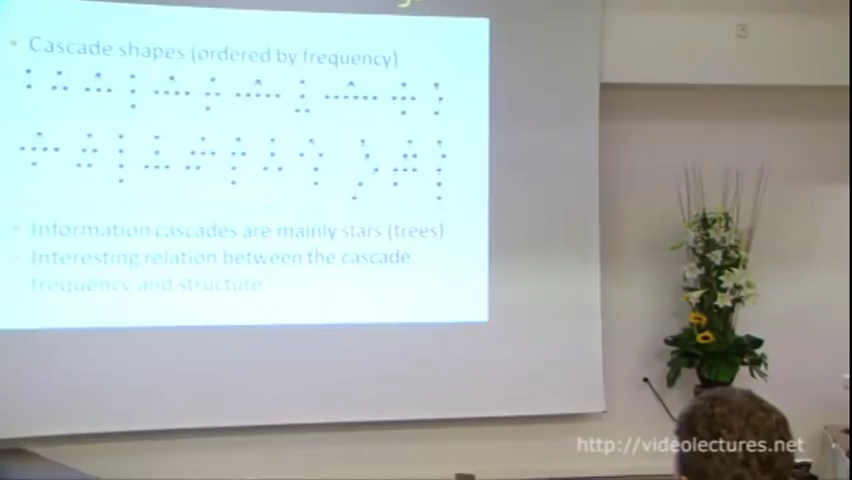 Cascade shapes (ordered by frequency)
Information cascades are mainly stars (trees)
Interesting relation between the cascade
frequency and structure
http://videolectures.net